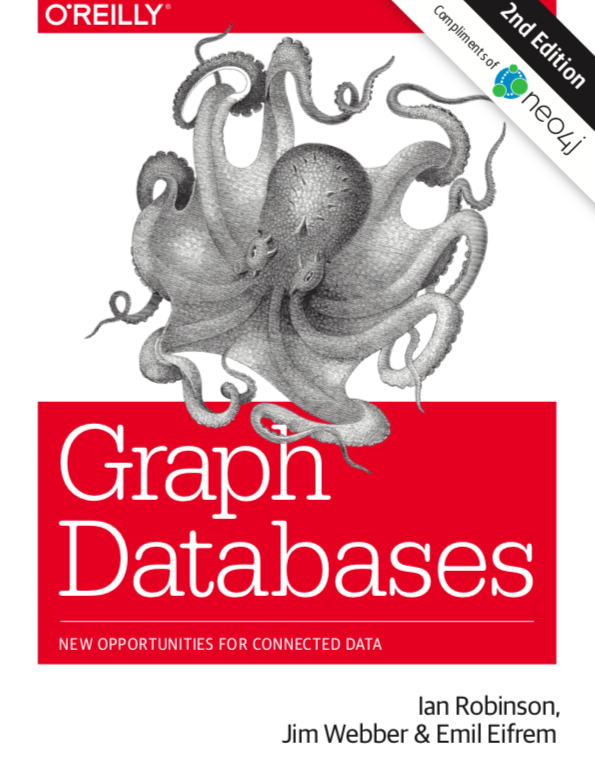 O'REILLY®
2nd Edition
Compliments of
neo4j
Graph
Databases
NEW OPPORTUNITIES FOR CONNECTED DATA
Ian Robinson,
Jim Webber & Emil Eifrem